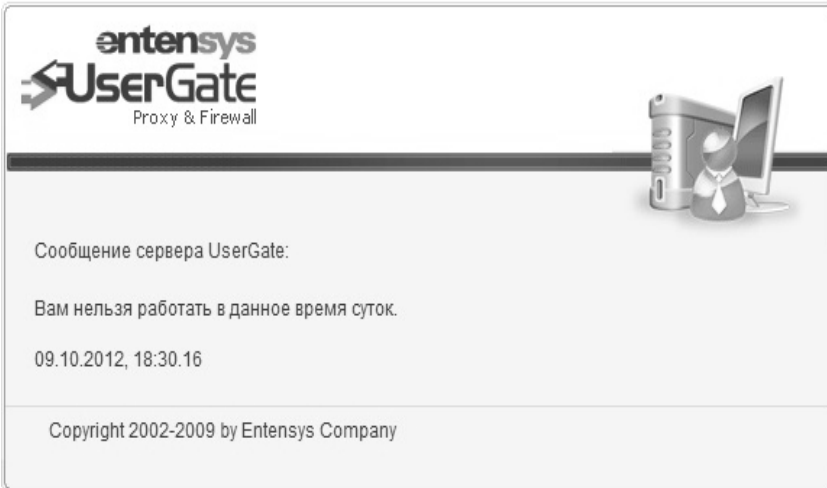 entensys
UserGate
Proxy & Firewall
Сообщение сервера UserGate:
Вам нельзя работать в данное время суток.
09.10.2012, 18:30.16
Copyright 2002-2009 by Entensys Company